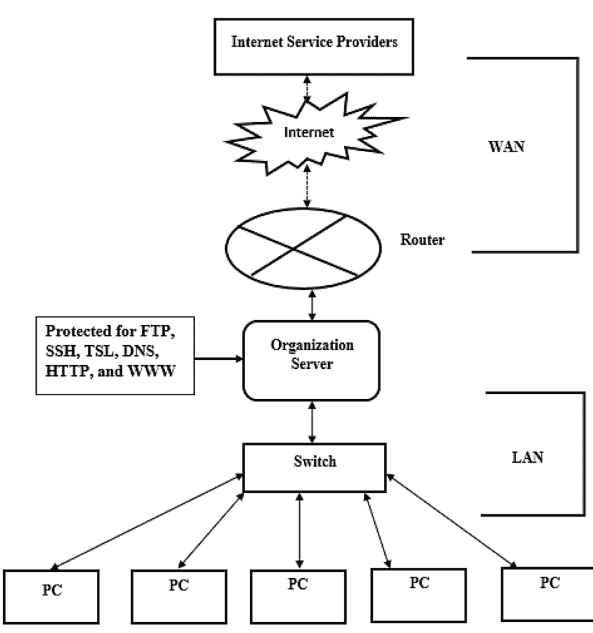 Internet Service Providers
Internet
WAN
Router
Protected for FTP,
SSH, TSL, DNS,
HTTP, and WWW
Organization
Server
Switch
LAN
PC
PC
PC
PC
PC